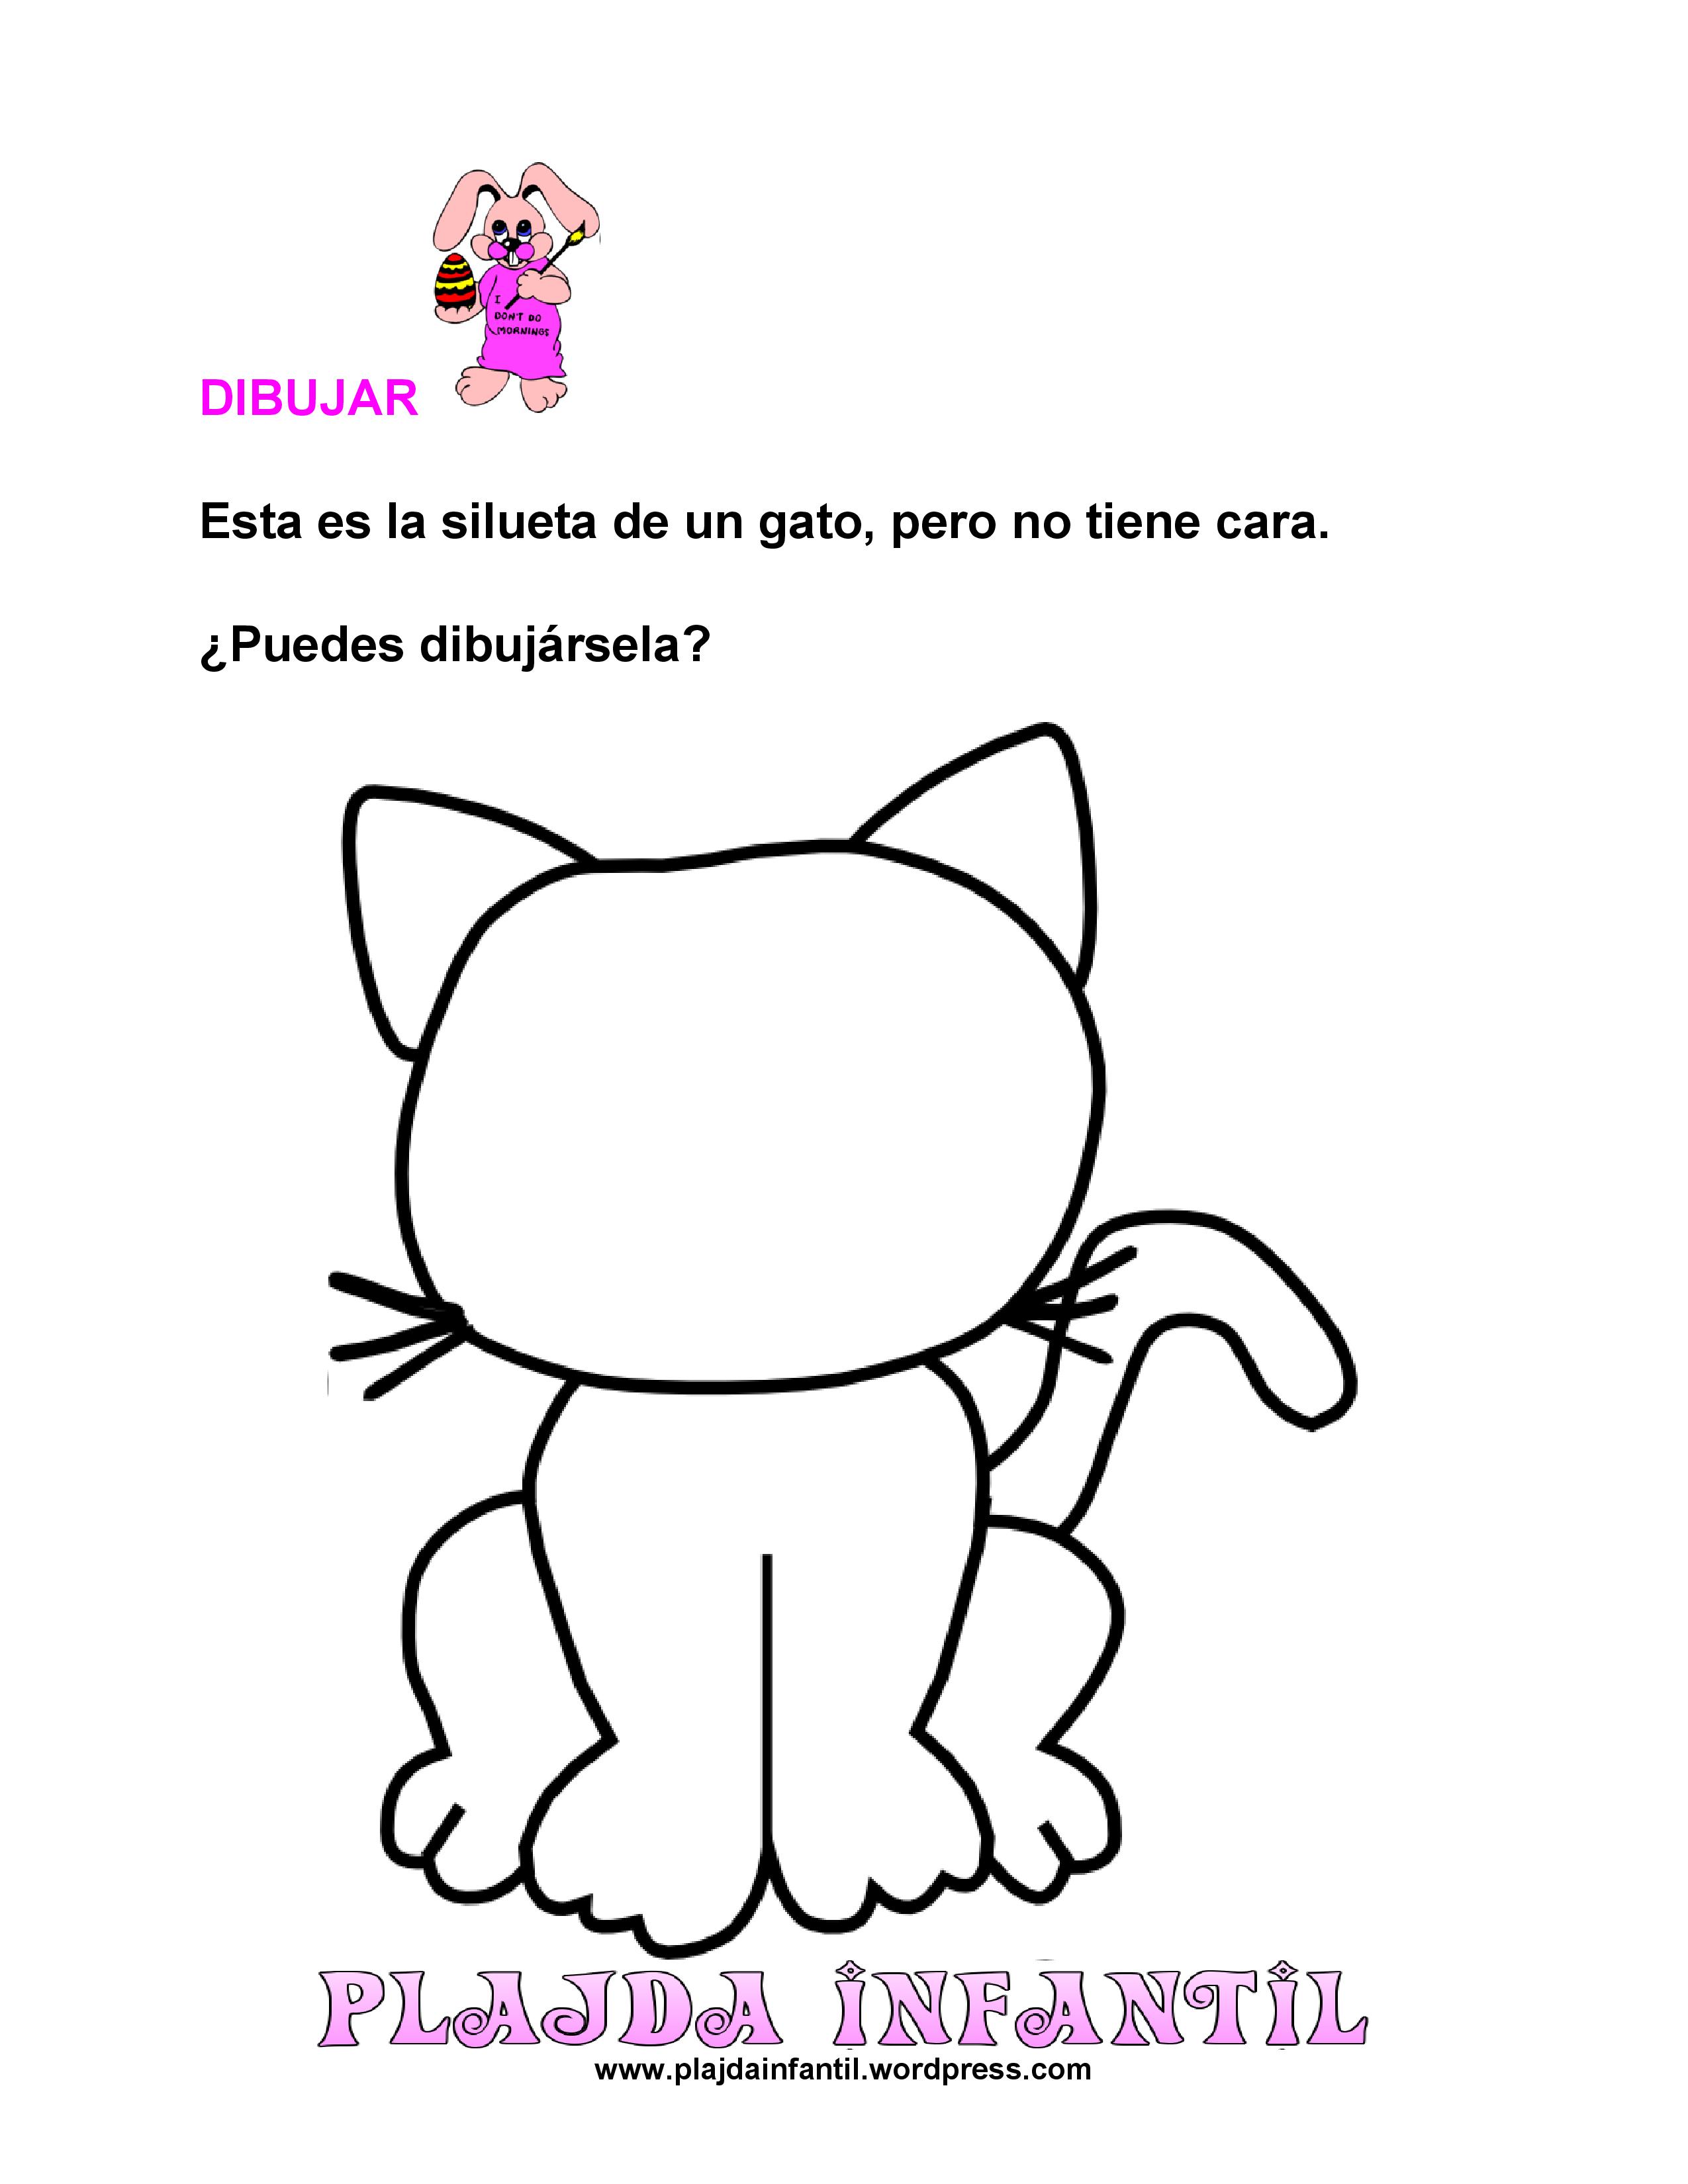 I
DON'T DO
MORNINGS
DIBUJAR
Esta es la silueta de un gato, pero no tiene cara.
¿Puedes dibujársela?
PLAJDA INFANTIL
www.plajdainfantil.wordpress.com